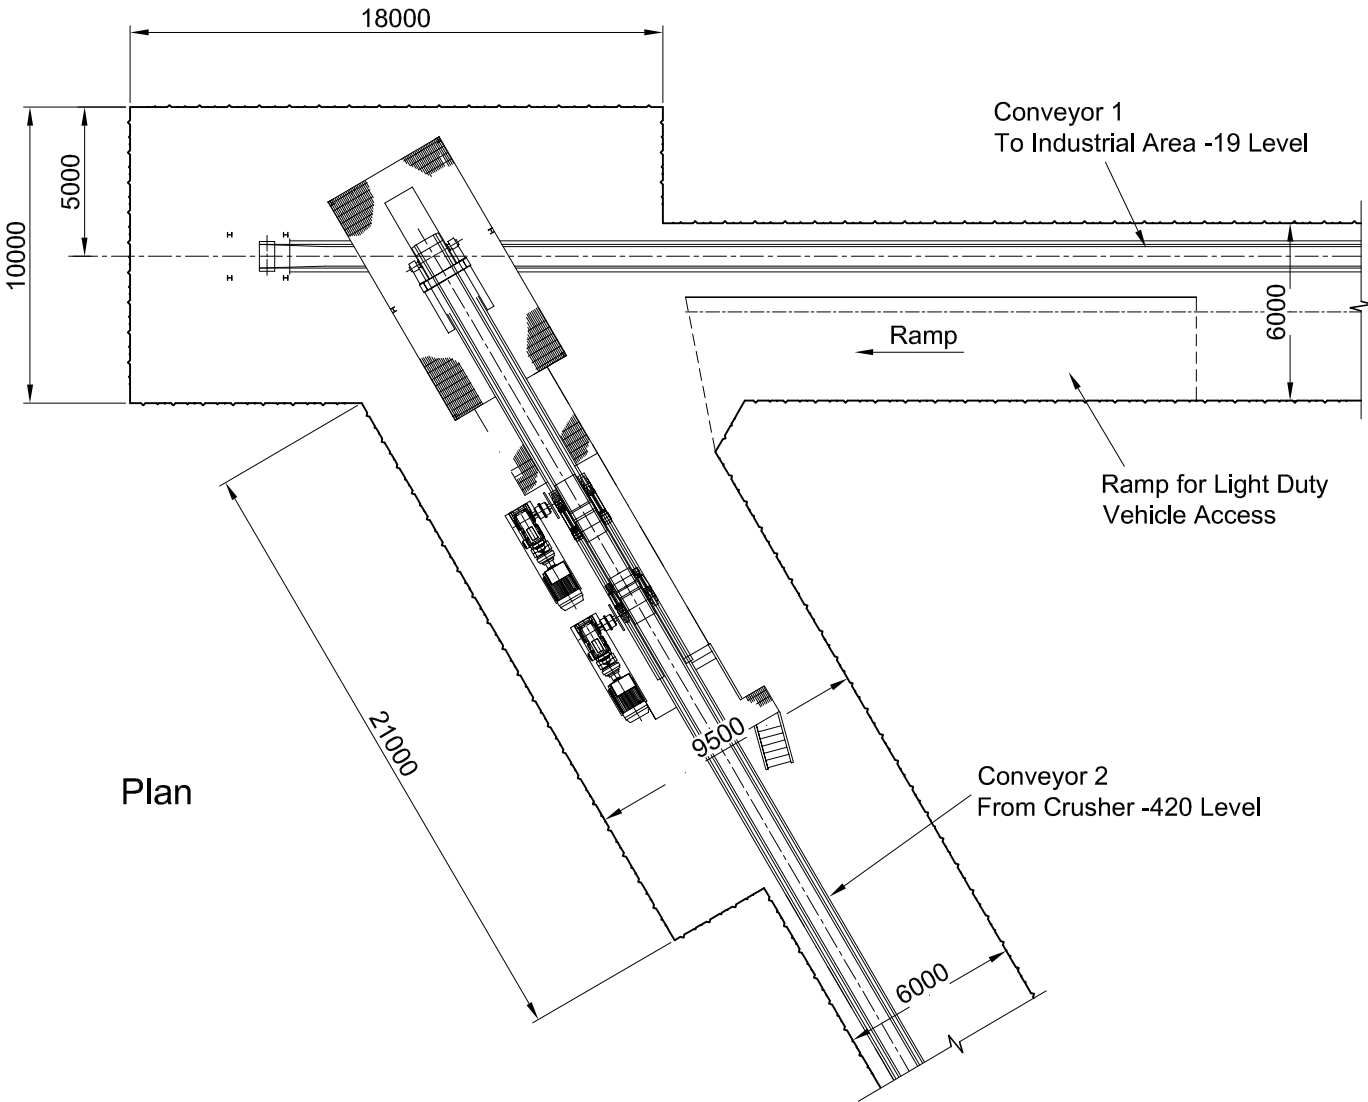 18000
Conveyor 1
To Industrial Area -19 Level
5000
10000
6000
Ramp
Ramp for Light Duty
Vehicle Access
21000
9500
Plan
Conveyor 2
From Crusher -420 Level
6000